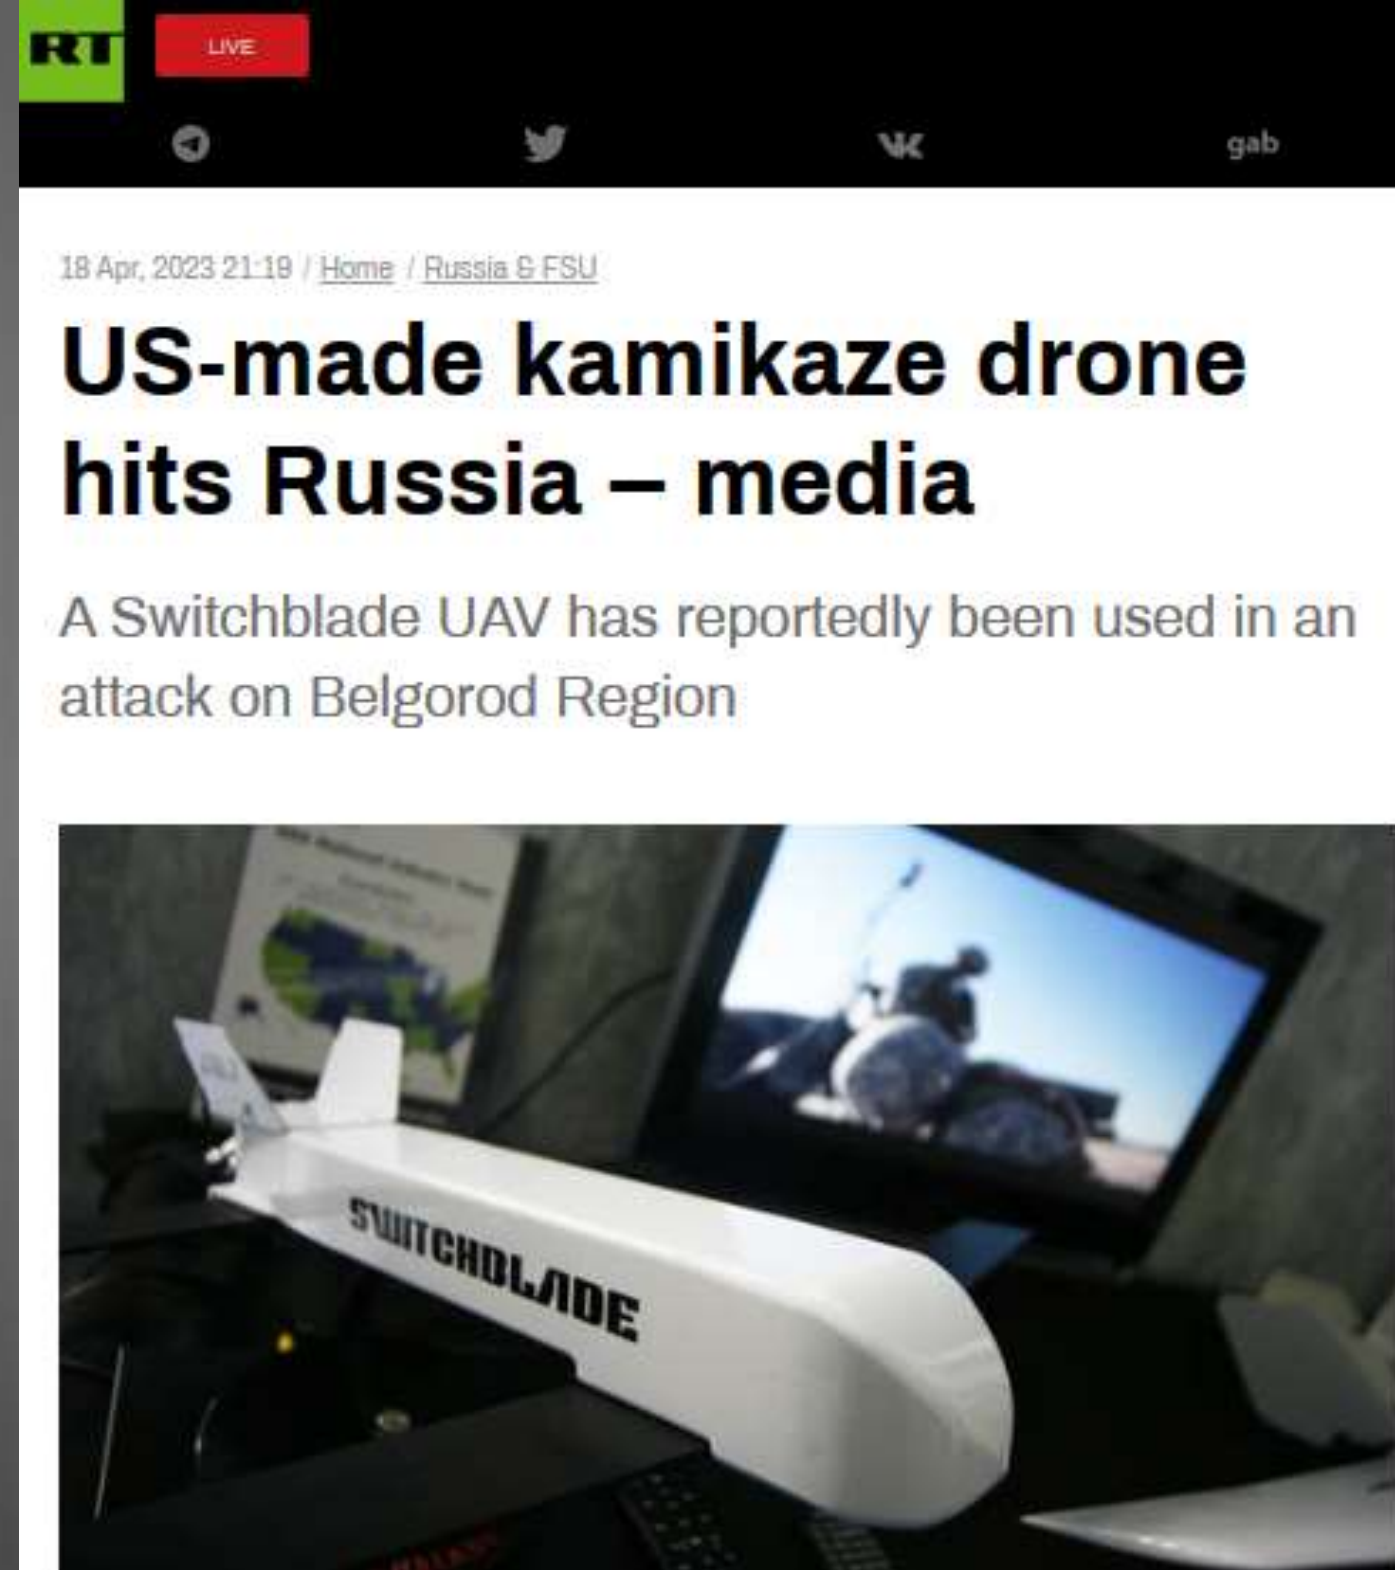 RT
LIVE
gab
18 Apr, 2023 21:19 / Home / Russia & FSU
US-made kamikaze drone
hits Russia – media
A Switchblade UAV has reportedly been used in an
attack on Belgorod Region
SWITCHBLADE